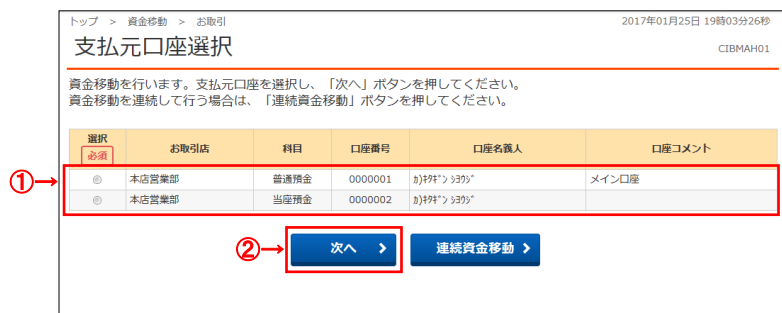 トップ > 資金移動 > お取引 2017年01月25日 19時03分26秒
支払元口座選択 CIBMAH01
資金移動を行います。支払元口座を選択し、「次へ」ボタンを押してください。
資金移動を連続して行う場合は、「連続資金移動」ボタンを押してください。
選択 必須 お取引店 科目 口座番号 口座名義人 口座コメント
① 本店営業部 普通預金 0000001 カ)キタギン ショウジ メイン口座
本店営業部 当座預金 0000002 カ)キタギン ショウジ
② 次へ 連続資金移動